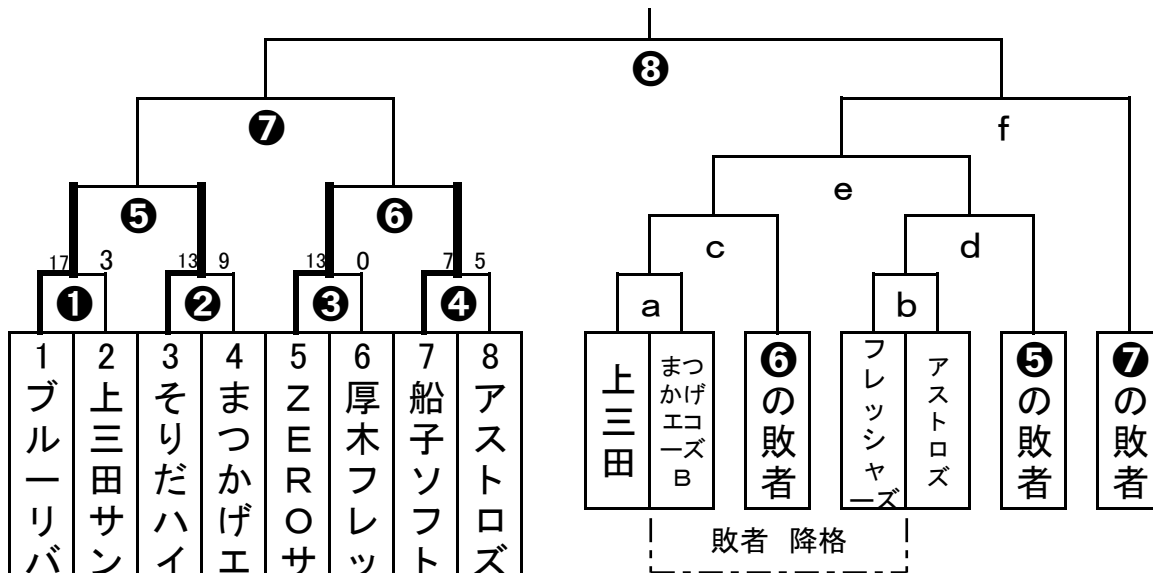 ❽
❼
f
e
❺
❻
c
d
17
3
13
9
13
0
7
5
❶
❷
❸
❹
a
b
1ブルーリバ
2上三田サン
3そりだハイ
4まつかげエ
5ZEROサ
6厚木フレッ
7船子ソフト
8アストロズ
上三田
まつかげエコーズB
❻の敗者
フレッシャーズ
アストロズ
❺の敗者
❼の敗者
敗者 降格